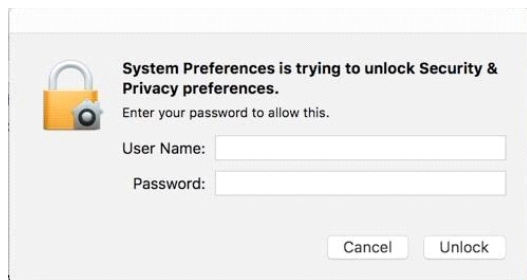 System Preferences is trying to unlock Security &
Privacy preferences.
Enter your password to allow this.
User Name:
Password:
Cancel
Unlock